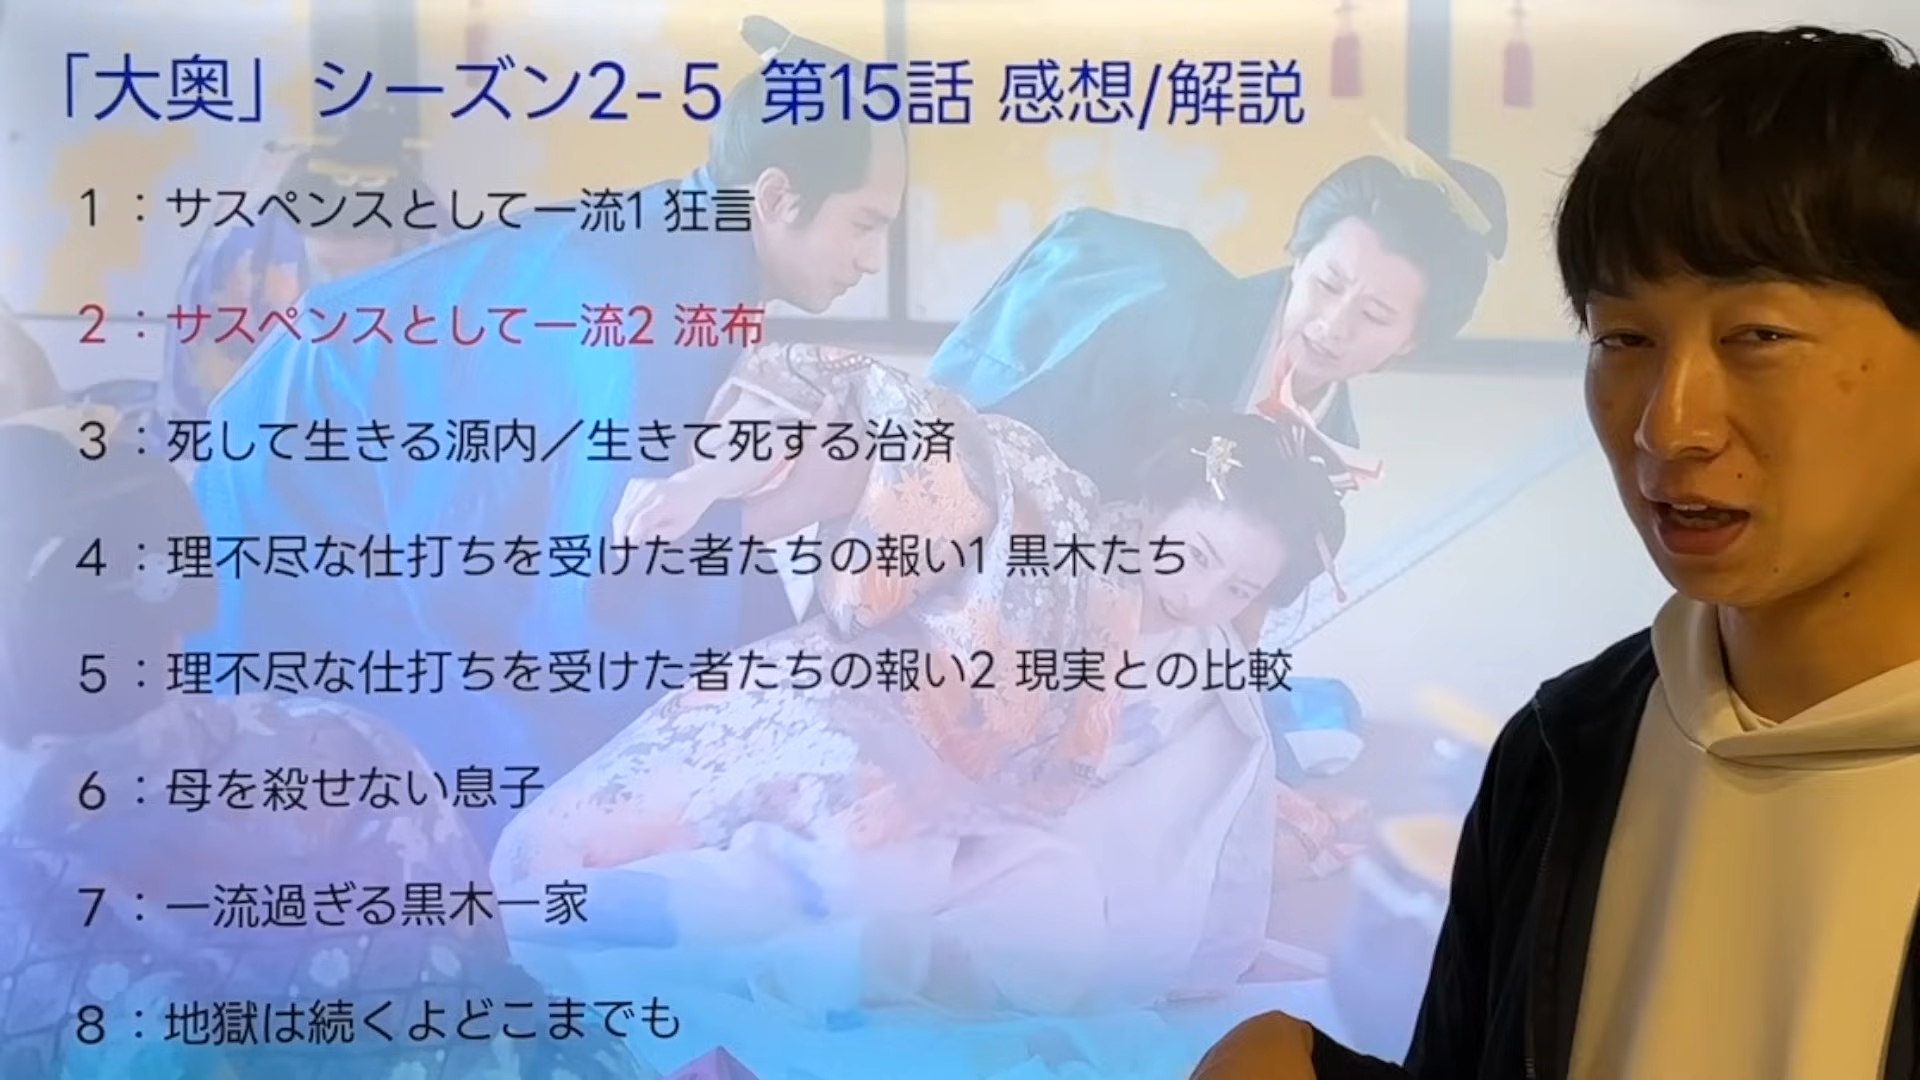 「大奥」シーズン2-5 第15話 感想/解説
1：サスペンスとして一流1 狂言
2：サスペンスとして一流2 流布
3：死して生きる源内／生きて死する治済
4：理不尽な仕打ちを受けた者たちの報い1 黒木たち
5：理不尽な仕打ちを受けた者たちの報い2 現実との比較
6：母を殺せない息子
7：一流過ぎる黒木一家
8：地獄は続くよどこまでも